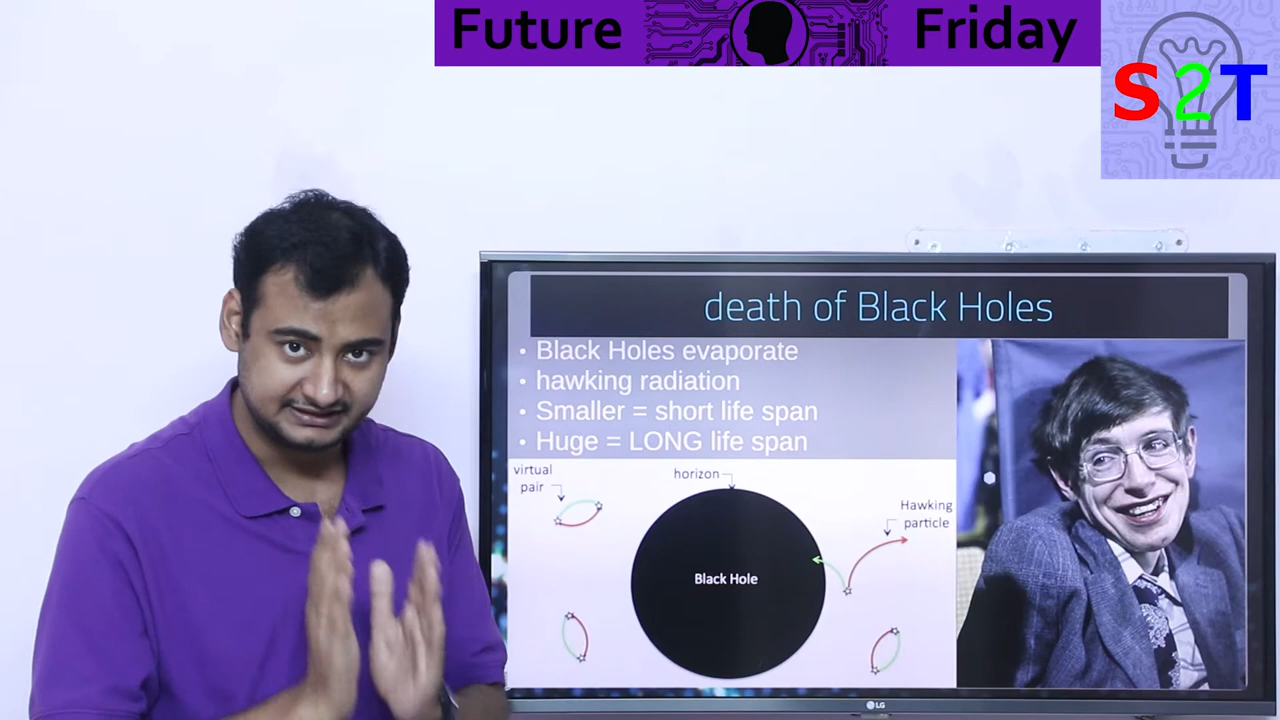 Future Friday
S2T
death of Black Holes
• Black Holes evaporate
• hawking radiation
• Smaller = short life span
• Huge = LONG life span
virtual
pair
horizon
Hawking
particle
Black Hole
LG